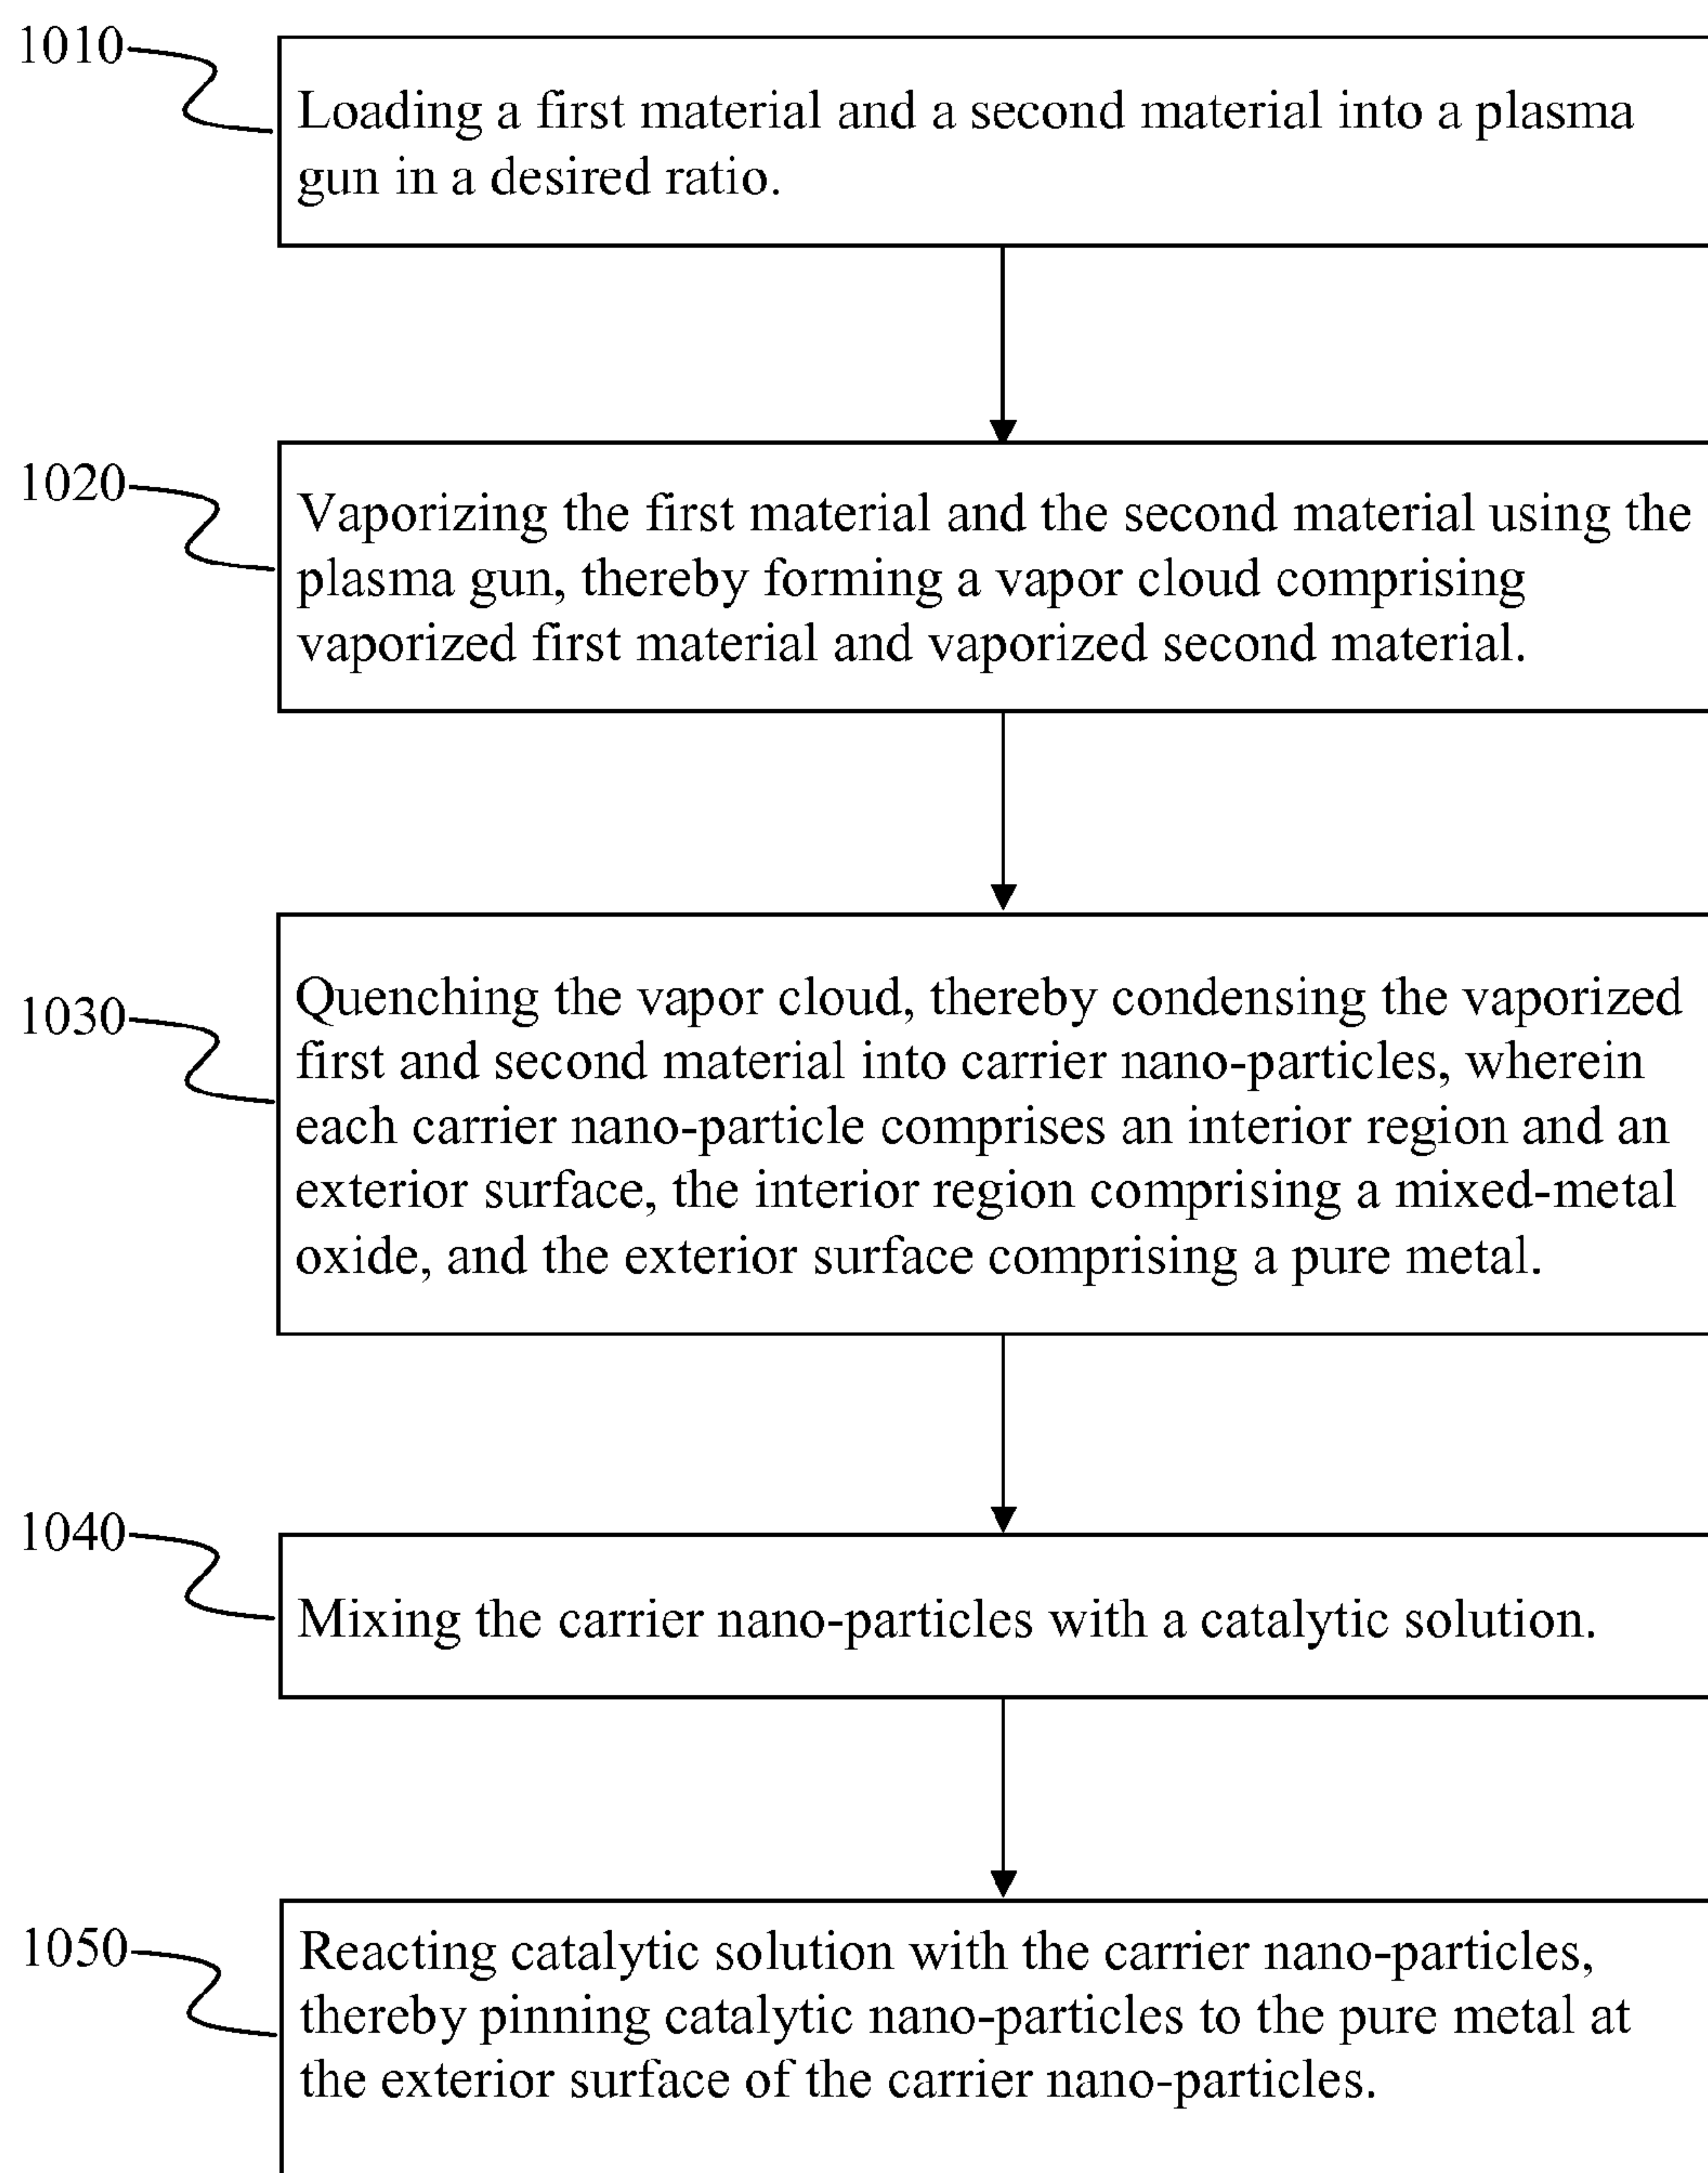 1010
Loading a first material and a second material into a plasma
gun in a desired ratio.
1020
Vaporizing the first material and the second material using the
plasma gun, thereby forming a vapor cloud comprising
vaporized first material and vaporized second material.
1030
Quenching the vapor cloud, thereby condensing the vaporized
first and second material into carrier nano-particles, wherein
each carrier nano-particle comprises an interior region and an
exterior surface, the interior region comprising a mixed-metal
oxide, and the exterior surface comprising a pure metal.
1040
Mixing the carrier nano-particles with a catalytic solution.
1050
Reacting catalytic solution with the carrier nano-particles,
thereby pinning catalytic nano-particles to the pure metal at
the exterior surface of the carrier nano-particles.